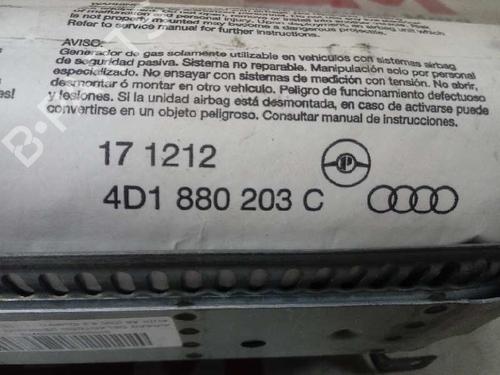 Refer to service manual for further instructions.
AVISO
Generador de gas solamente utilizable en vehículos con sistemas airbag
de seguridad pasiva. Sistema no reparable. Manipulación solo por personal
especializado. No ensayar con sistemas de medición con tensión. No abrir,
desmontar ó montar en otro vehículo. Peligro de funcionamiento defectuoso
y lesiones. Si la unidad airbag está desmontada, en caso de activarse puede
convertirse en un objeto peligroso. Consultar manual de instrucciones.
17 1212
P
4D1 880 203 C